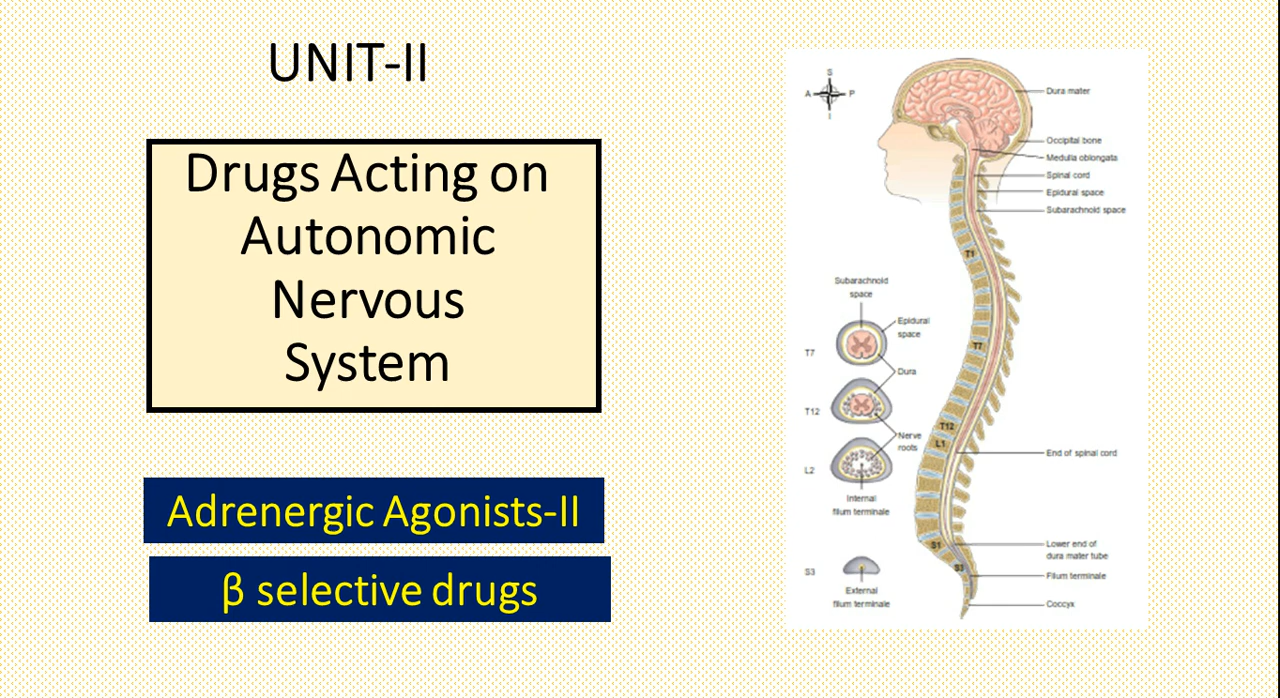 UNIT-II
Drugs Acting on
Autonomic
Nervous
System
Adrenergic Agonists-II
β selective drugs
S
A
P
I
Dura mater
Occipital bone
Medulla oblongata
Spinal cord
Epidural space
Subarachnoid space
T1
T7
T12
L1
S1
S3
End of spinal cord
Lower end of
dura mater tube
Filum terminale
Coccyx
Subarachnoid
space
Epidural
space
T7
Dura
T12
Nerve
roots
L2
Internal
filum terminale
S3
External
filum terminale